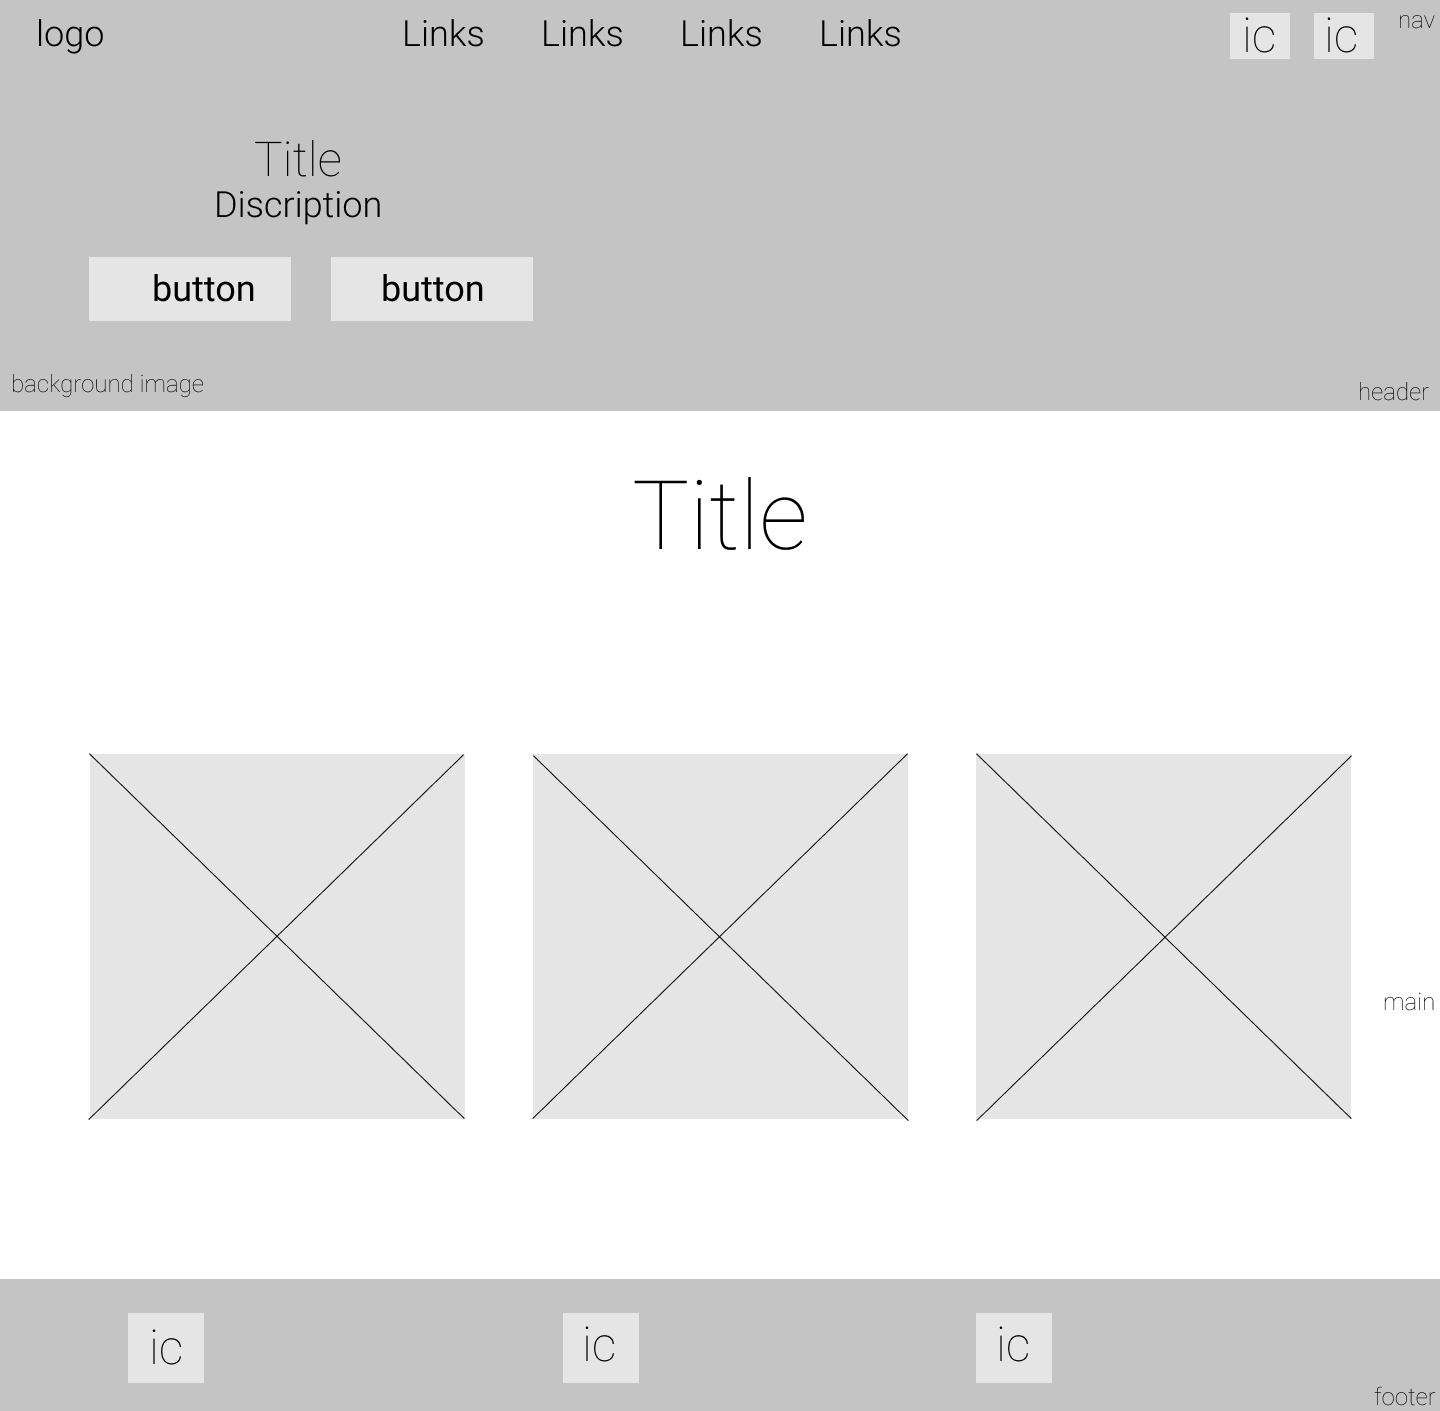 logo Links Links Links Links ic ic nav
Title
Discription
button button
background image
header
Title
main
ic ic ic
footer